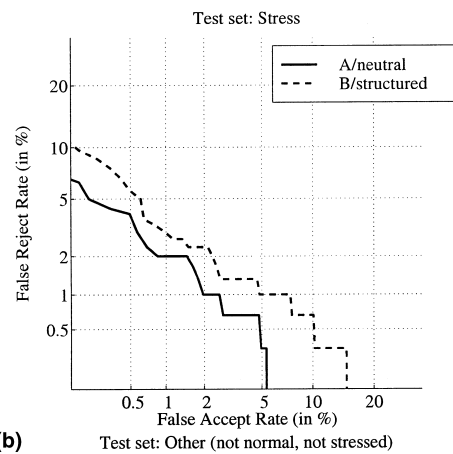 Test set: Stress
A/neutral
B/structured
20
10
5
2
1
0.5
False Reject Rate (in %)
0.5 1 2 5 10 20
False Accept Rate (in %)
(b) Test set: Other (not normal, not stressed)